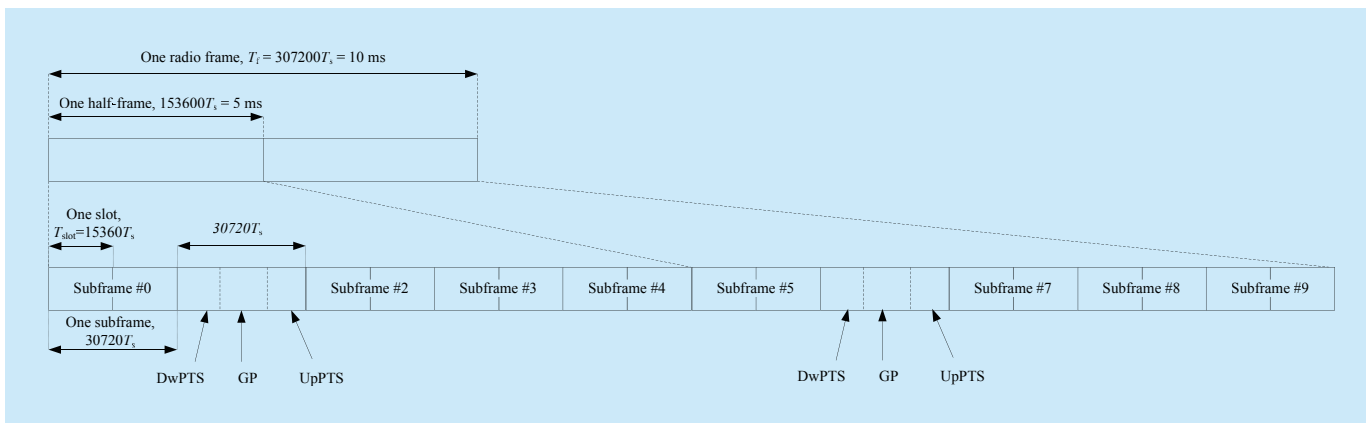 One radio frame, Tf = 307200Ts = 10 ms
One half-frame, 153600Ts = 5 ms
One slot,
Tslot=15360Ts
30720Ts
Subframe #0
Subframe #2
Subframe #3
Subframe #4
Subframe #5
Subframe #7
Subframe #8
Subframe #9
One subframe,
30720Ts
DwPTS
GP
UpPTS
DwPTS
GP
UpPTS